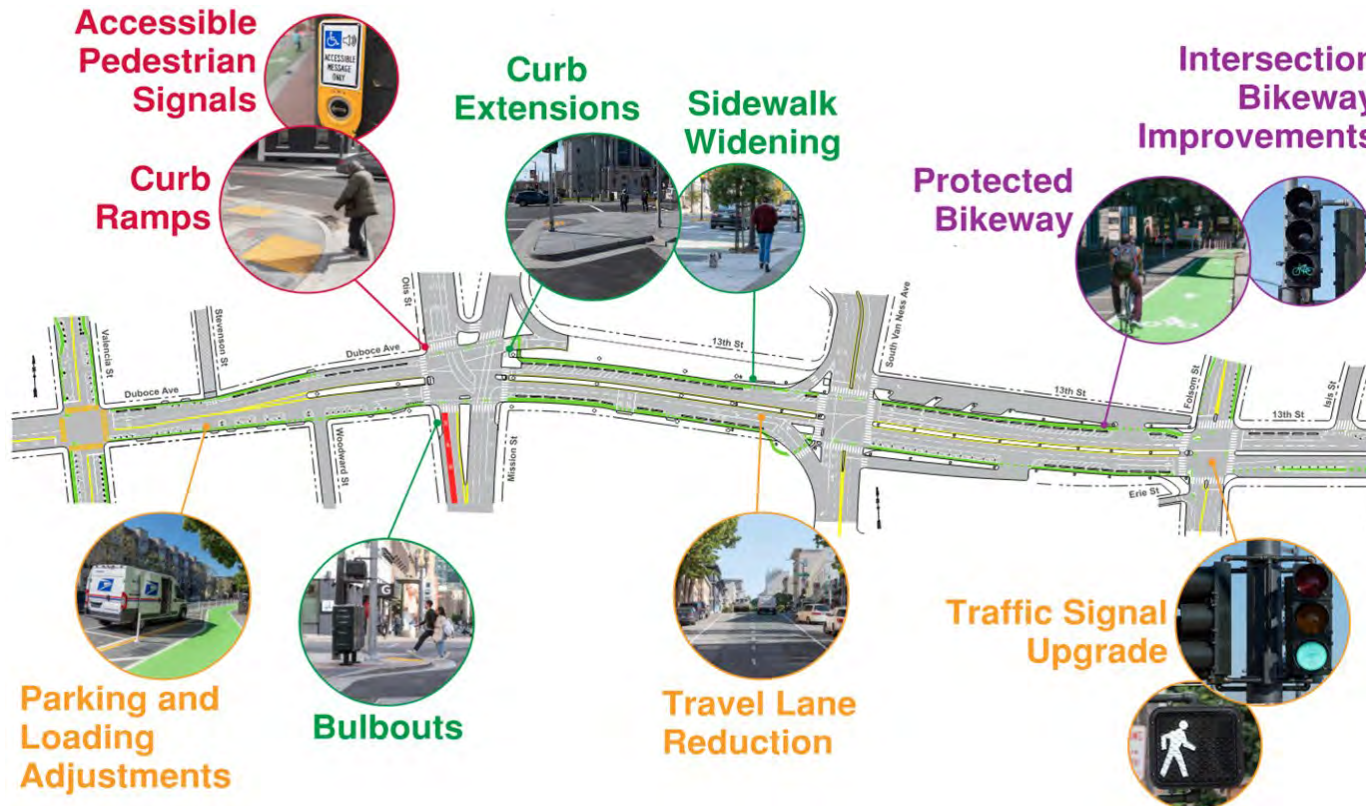 Accessible
Pedestrian
Signals
ACCESSIBLE
MESSAGE
ONLY
Curb
Ramps
Curb
Extensions
Sidewalk
Widening
Intersection
Bikeway
Improvements
Protected
Bikeway
Valencia St
Stevenson St
Duboce Ave
Duboce Ave
Woodward St
Otis St
Mission St
13th St
South Van Ness Ave
13th St
Folsom St
Isis St
13th St
Erie St
G
Parking and
Loading
Adjustments
Bulbouts
Travel Lane
Reduction
Traffic Signal
Upgrade